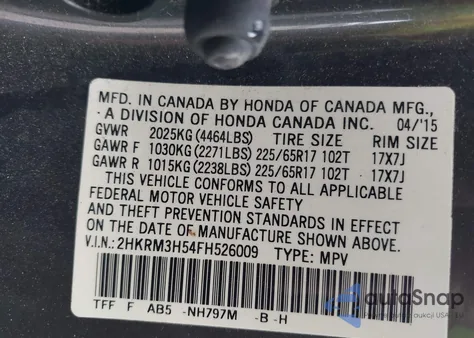 MFD. IN CANADA BY HONDA OF CANADA MFG.,
A DIVISION OF HONDA CANADA INC. 04/'15
GVWR 2025KG (4464LBS) TIRE SIZE RIM SIZE
GAWR F 1030KG (2271LBS) 225/65R17 102T 17X7J
GAWR R 1015KG (2238LBS) 225/65R17 102T 17X7J
THIS VEHICLE CONFORMS TO ALL APPLICABLE
FEDERAL MOTOR VEHICLE SAFETY
AND THEFT PREVENTION STANDARDS IN EFFECT
ON THE DATE OF MANUFACTURE SHOWN ABOVE.
V.I.N.: 2HKRM3H54FH526009 TYPE: MPV
TFF F AB5 -NH797M -B -H
autoSnap
aukcji USA